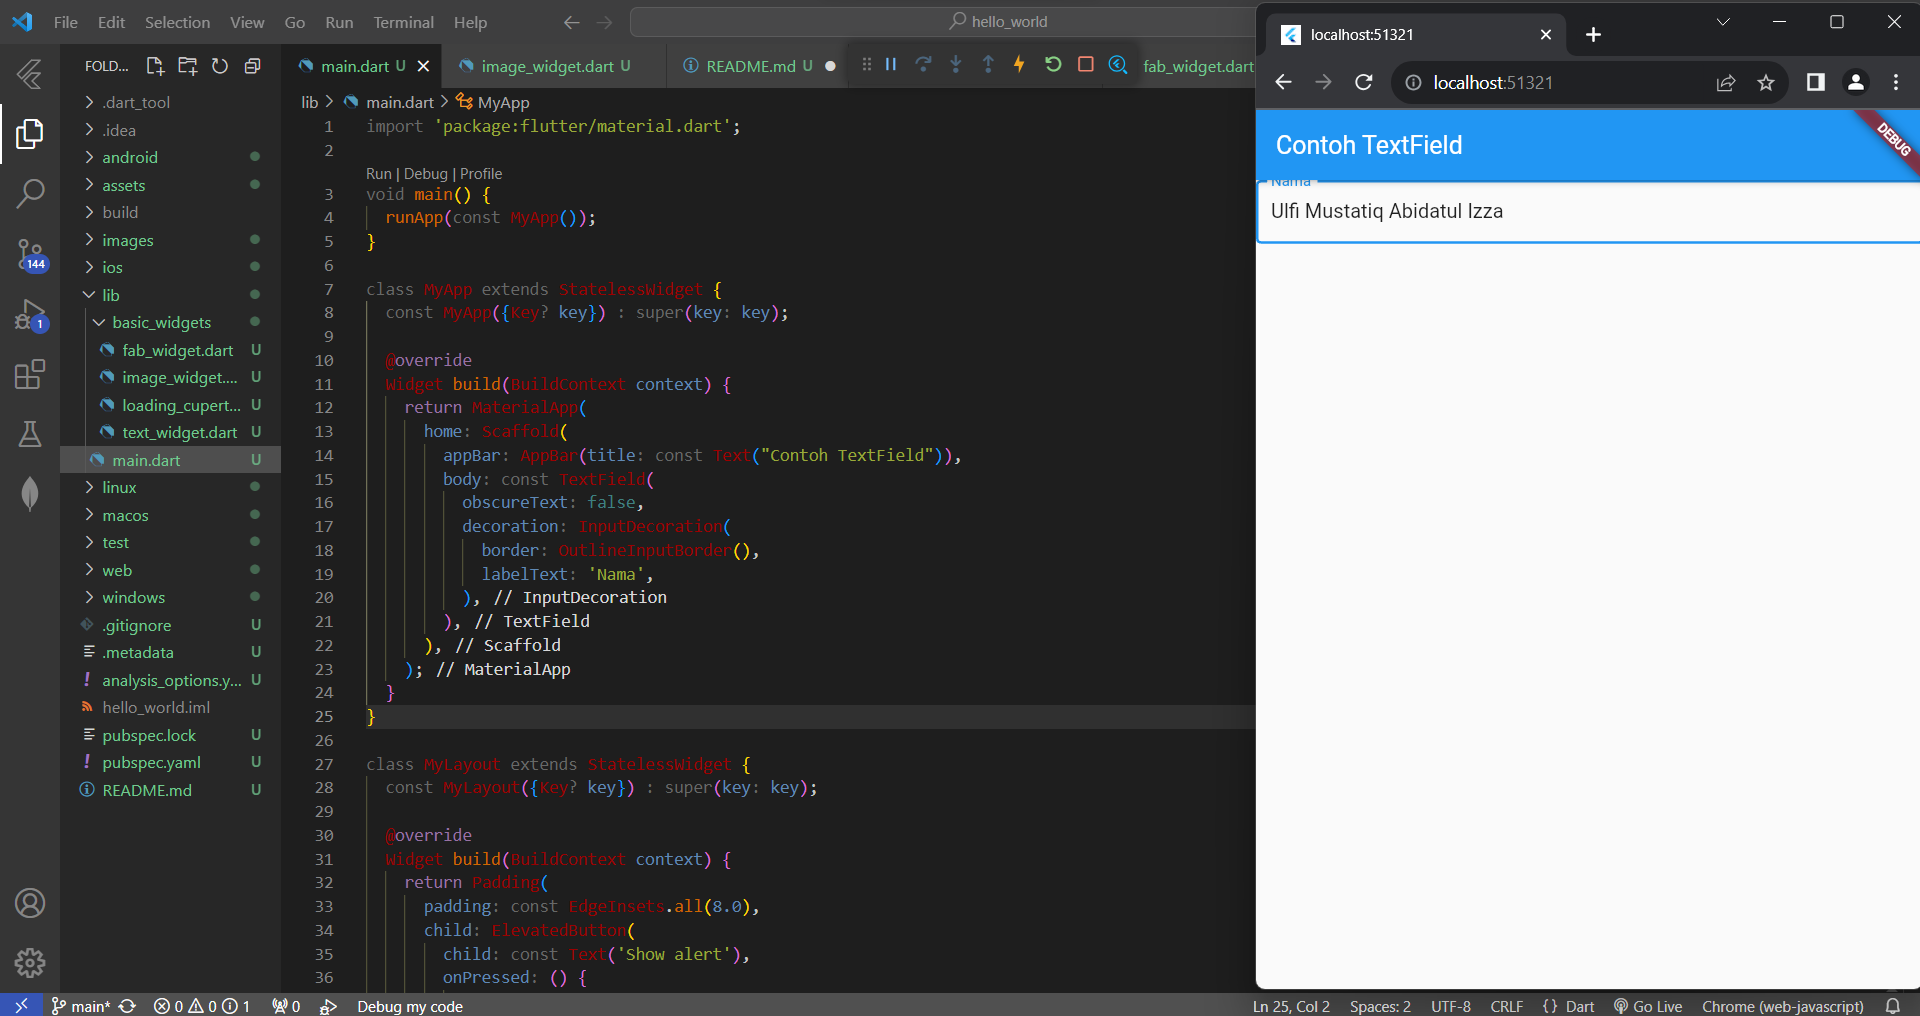 File Edit Selection View Go Run Terminal Help
hello_world
FOLD...
.dart_tool
.idea
android
assets
build
images
ios
lib
basic_widgets
fab_widget.dart U
image_widget.... U
loading_cupert... U
text_widget.dart U
main.dart U
linux
macos
test
web
windows
.gitignore U
.metadata U
analysis_options.y... U
hello_world.iml
pubspec.lock U
pubspec.yaml U
README.md U
144
1
main.dart U
image_widget.dart U
README.md U
fab_widget.dart
lib > main.dart > MyApp
1 import 'package:flutter/material.dart';
2
Run | Debug | Profile
3 void main() {
4 runApp(const MyApp());
5 }
6
7 class MyApp extends StatelessWidget {
8 const MyApp({Key? key}) : super(key: key);
9
10 @override
11 Widget build(BuildContext context) {
12 return MaterialApp(
13 home: Scaffold(
14 appBar: AppBar(title: const Text("Contoh TextField")),
15 body: const TextField(
16 obscureText: false,
17 decoration: InputDecoration(
18 border: OutlineInputBorder(),
19 labelText: 'Nama',
20 ), // InputDecoration
21 ), // TextField
22 ), // Scaffold
23 ); // MaterialApp
24 }
25 }
26
27 class MyLayout extends StatelessWidget {
28 const MyLayout({Key? key}) : super(key: key);
29
30 @override
31 Widget build(BuildContext context) {
32 return Padding(
33 padding: const EdgeInsets.all(8.0),
34 child: ElevatedButton(
35 child: const Text('Show alert'),
36 onPressed: () {
localhost:51321
localhost:51321
Contoh TextField
DEBUG
Nama
Ulfi Mustatiq Abidatul Izza
main* 0 0 1 0 Debug my code
Ln 25, Col 2 Spaces: 2 UTF-8 CRLF {} Dart Go Live Chrome (web-javascript)